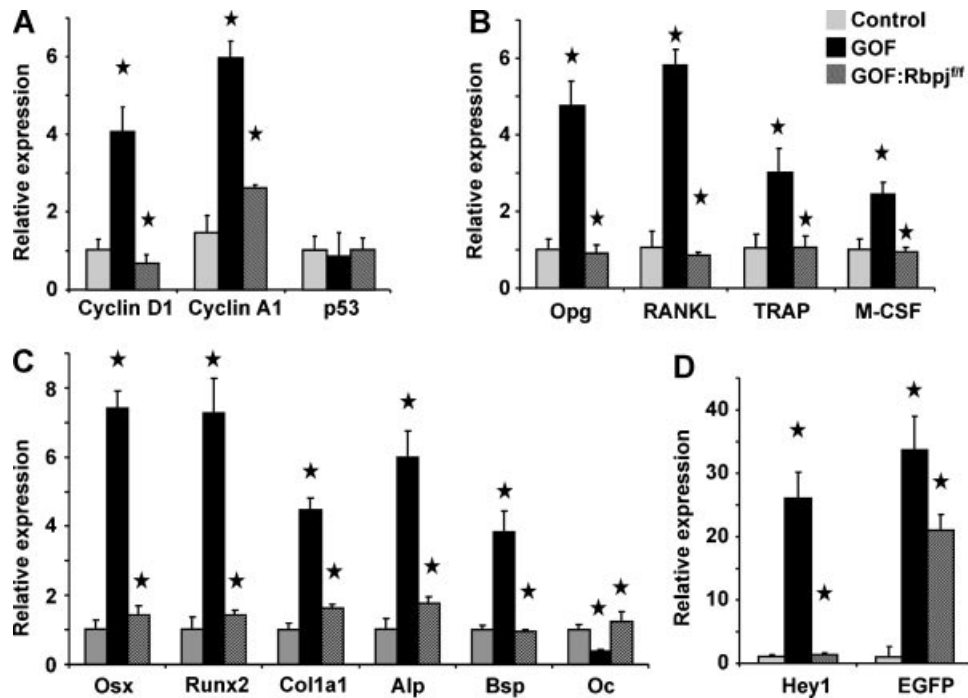 A
Relative expression
6
4
2
0
Cyclin D1 Cyclin A1 p53
B
Control
GOF
GOF:Rbpj^f/f
Relative expression
6
4
2
0
Opg RANKL TRAP M-CSF
C
Relative expression
8
6
4
2
0
Osx Runx2 Col1a1 Alp Bsp Oc
D
Relative expression
40
30
20
10
0
Hey1 EGFP